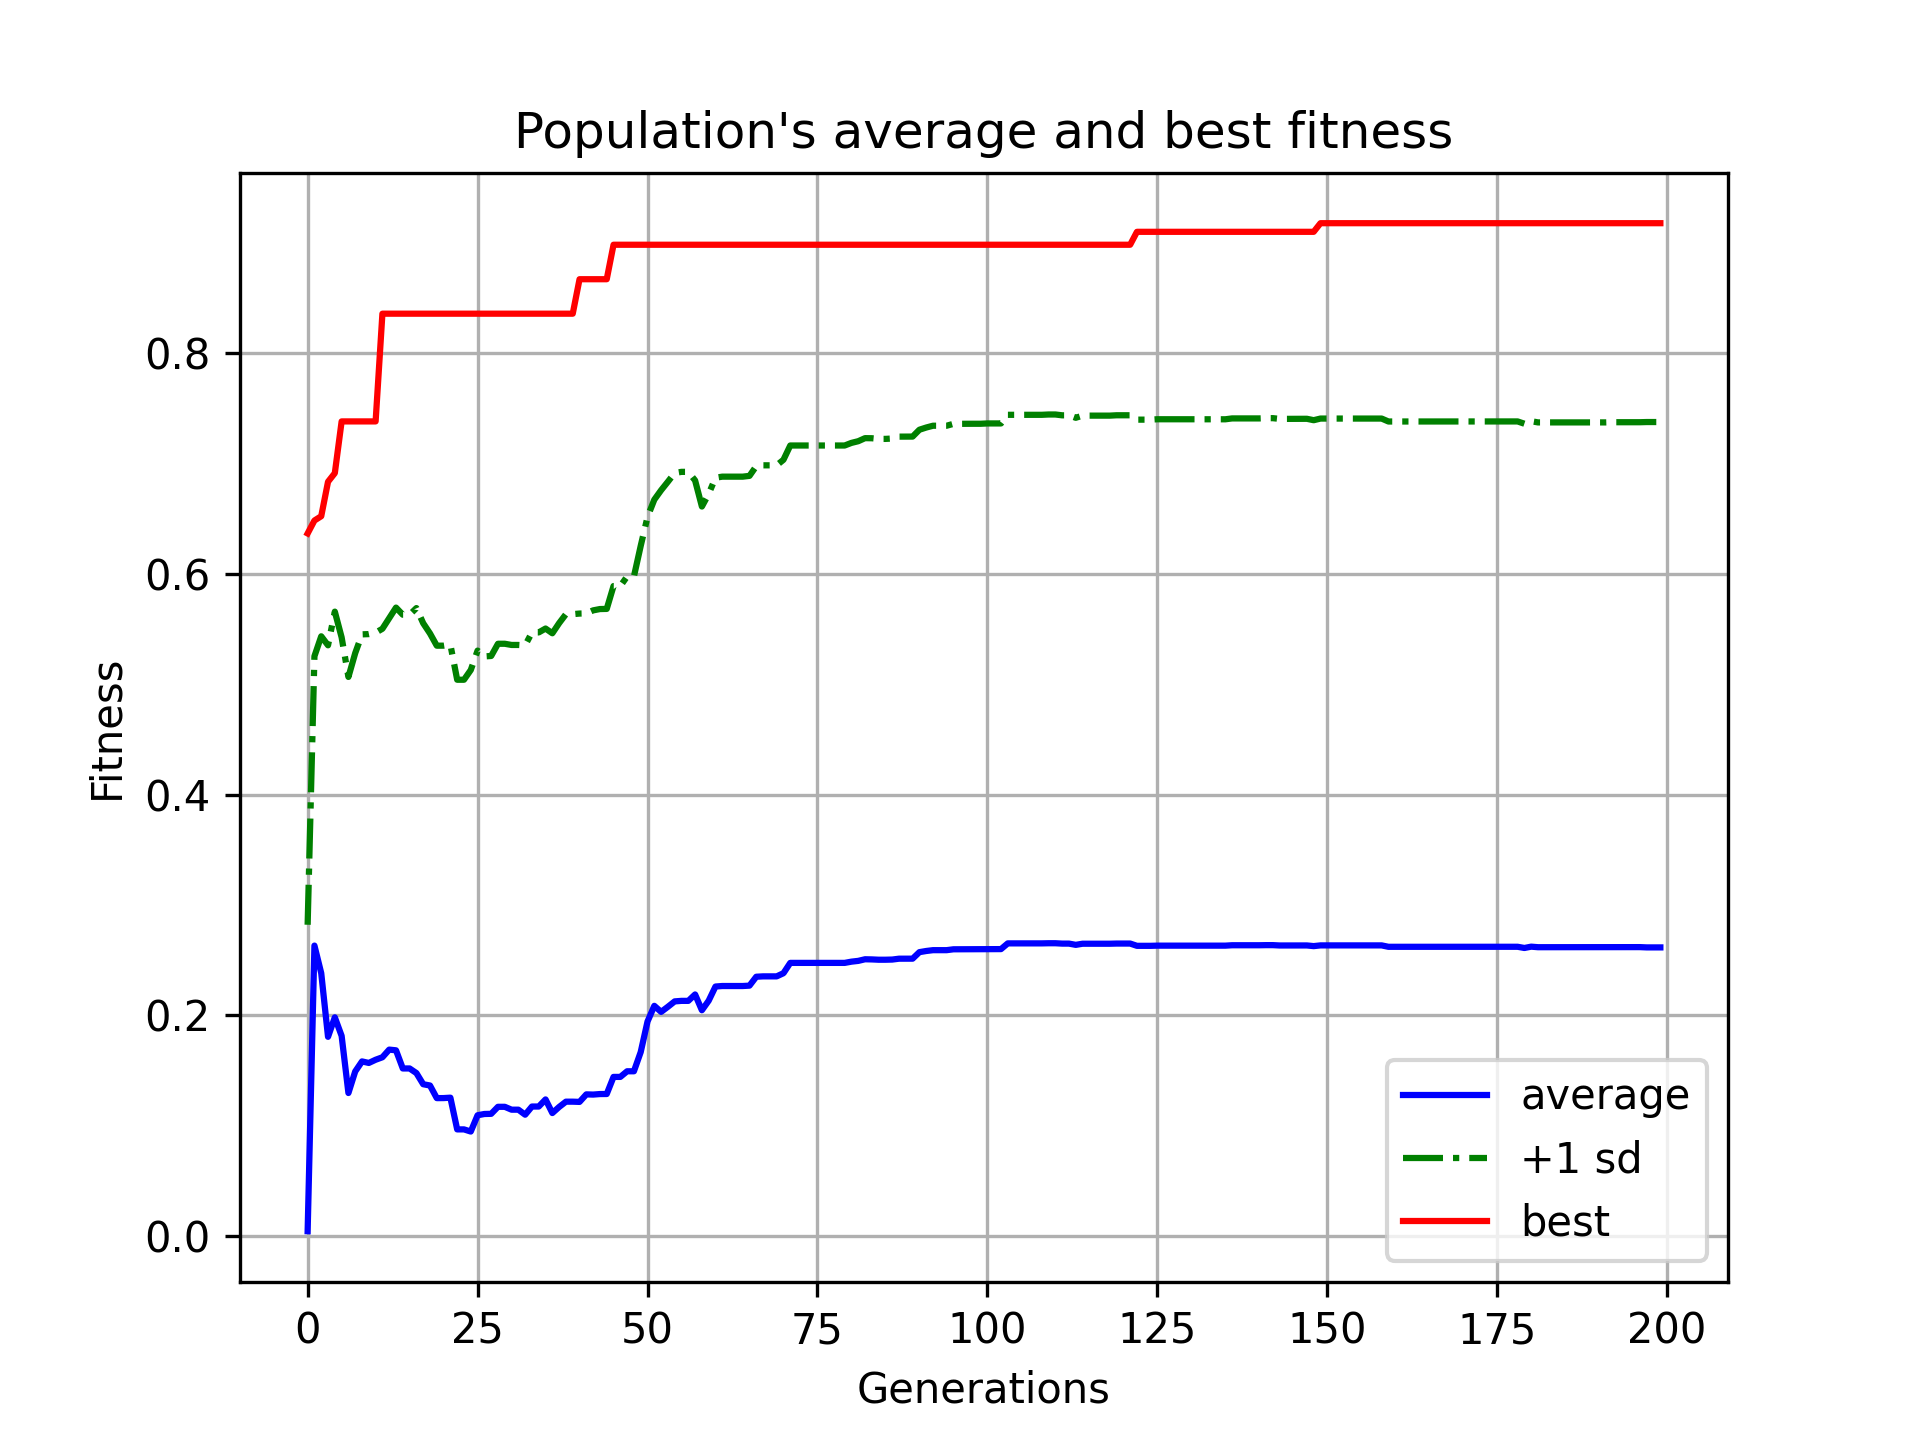 Population's average and best fitness
Fitness
0.8
0.6
0.4
0.2
0.0
average
+1 sd
best
0 25 50 75 100 125 150 175 200
Generations